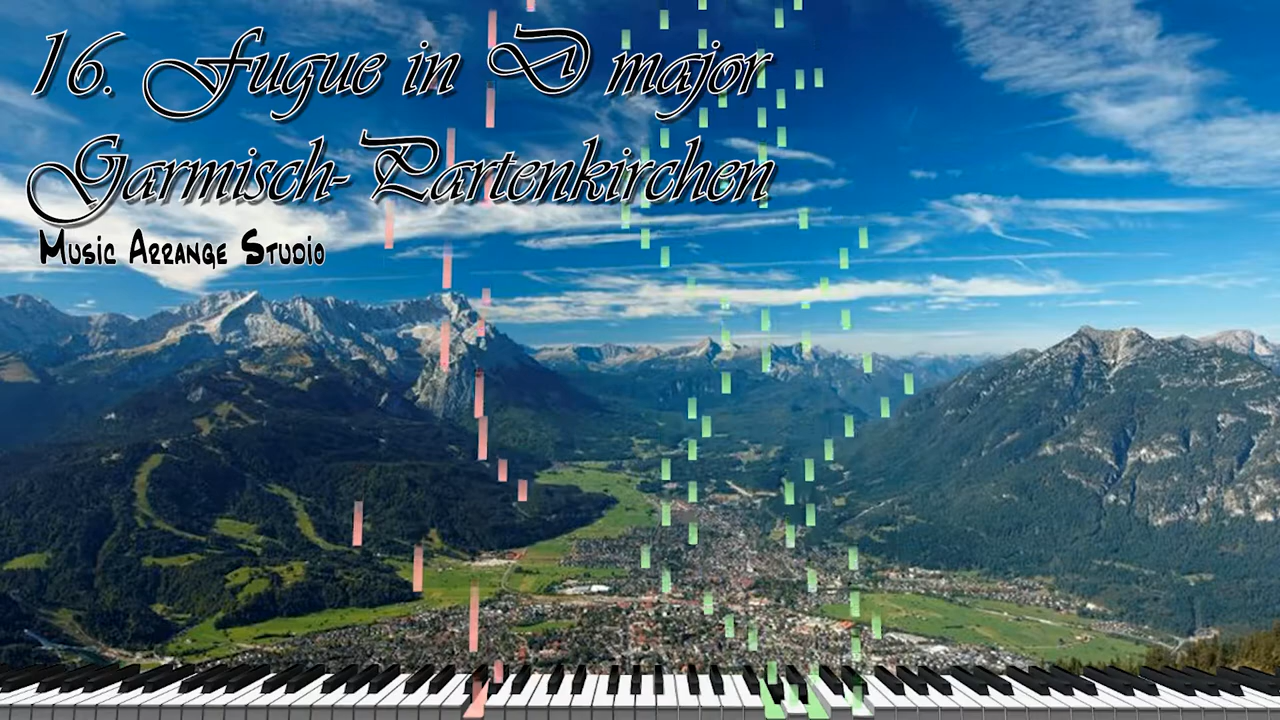 16. Fugue in D major
Garmisch-Partenkirchen
Music Arrange Studio